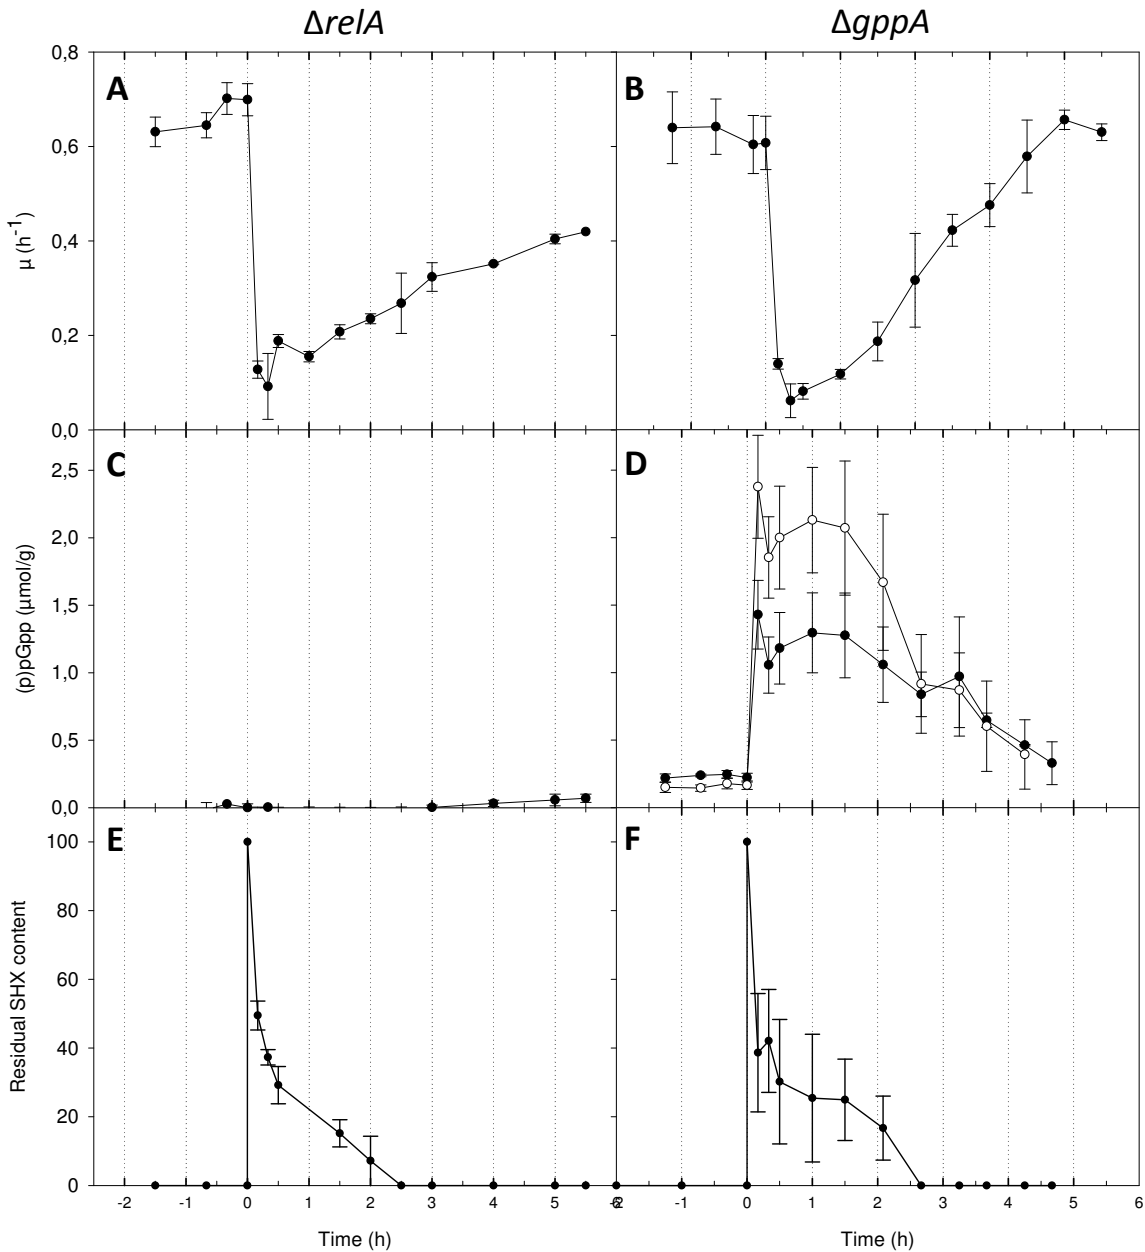 ΔrelA ΔgppA
A B
0,8
0,6
0,4
0,2
0,0
µ (h-1)
C D
2,5
2,0
1,5
1,0
0,5
0,0
(p)pGpp (µmol/g)
E F
100
80
60
40
20
0
Residual SHX content
-2 -1 0 1 2 3 4 5 -1 0 1 2 3 4 5 6
Time (h) Time (h)